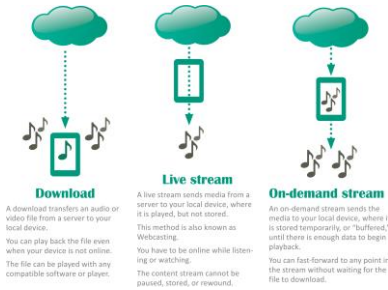 Download
A download transfers an audio or
video file from a server to your
local device.
You can play back the file even
when your device is not online.
The file can be played with any
compatible software or player.
Live stream
A live stream sends media from a
server to your local device, where
it is played, but not stored.
This method is also known as
Webcasting.
You have to be online while listen-
ing or watching.
The content stream cannot be
paused, stored, or rewound.
On-demand stream
An on-demand stream sends the
media to your local device, where i
is stored temporarily, or "buffered,"
until there is enough data to begin
playback.
You can fast-forward to any point in
the stream without waiting for the
file to download.